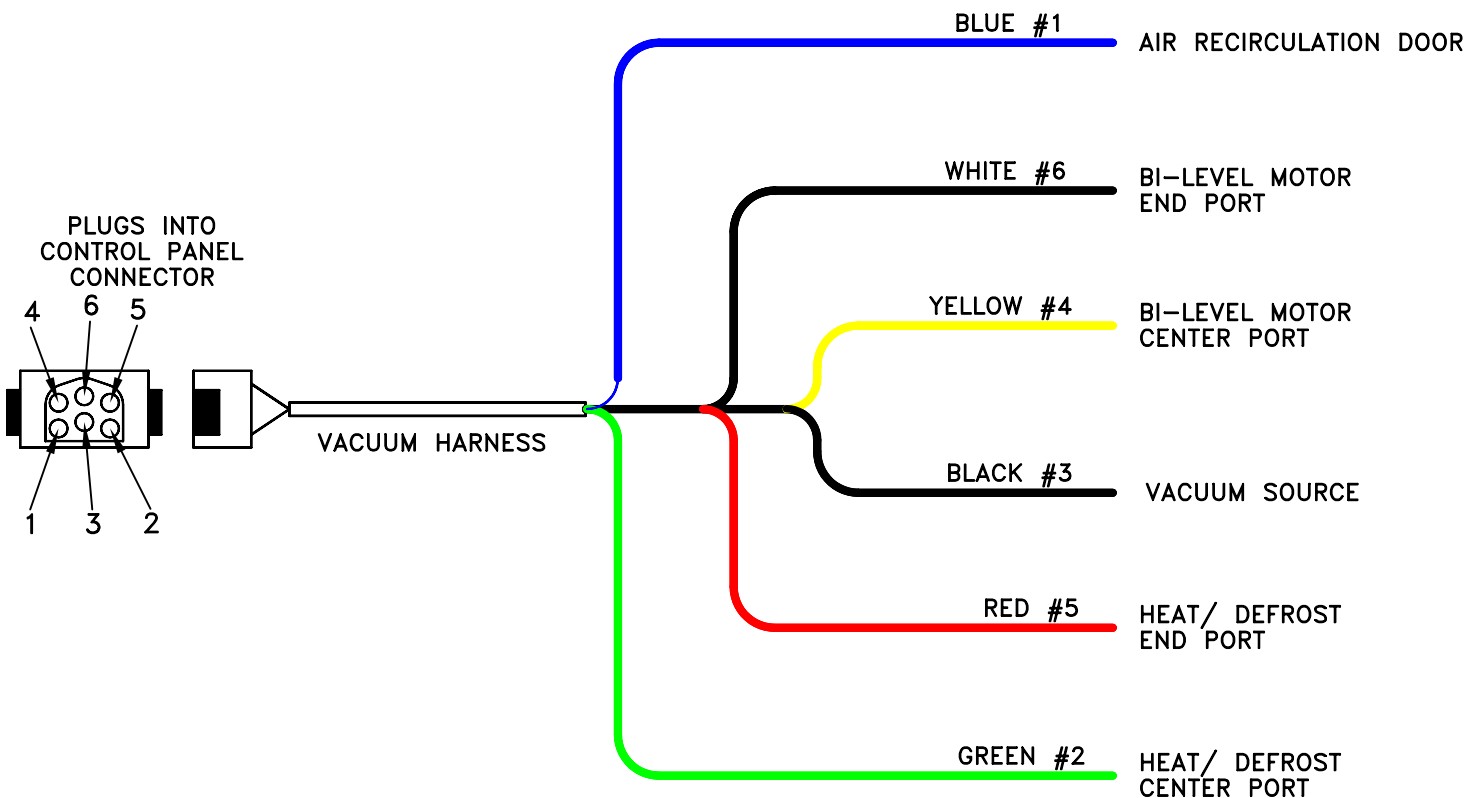 BLUE #1
AIR RECIRCULATION DOOR
WHITE #6
BI-LEVEL MOTOR
END PORT
PLUGS INTO
CONTROL PANEL
CONNECTOR
4 6 5
YELLOW #4
BI-LEVEL MOTOR
CENTER PORT
VACUUM HARNESS
BLACK #3
VACUUM SOURCE
1 3 2
RED #5
HEAT/ DEFROST
END PORT
GREEN #2
HEAT/ DEFROST
CENTER PORT